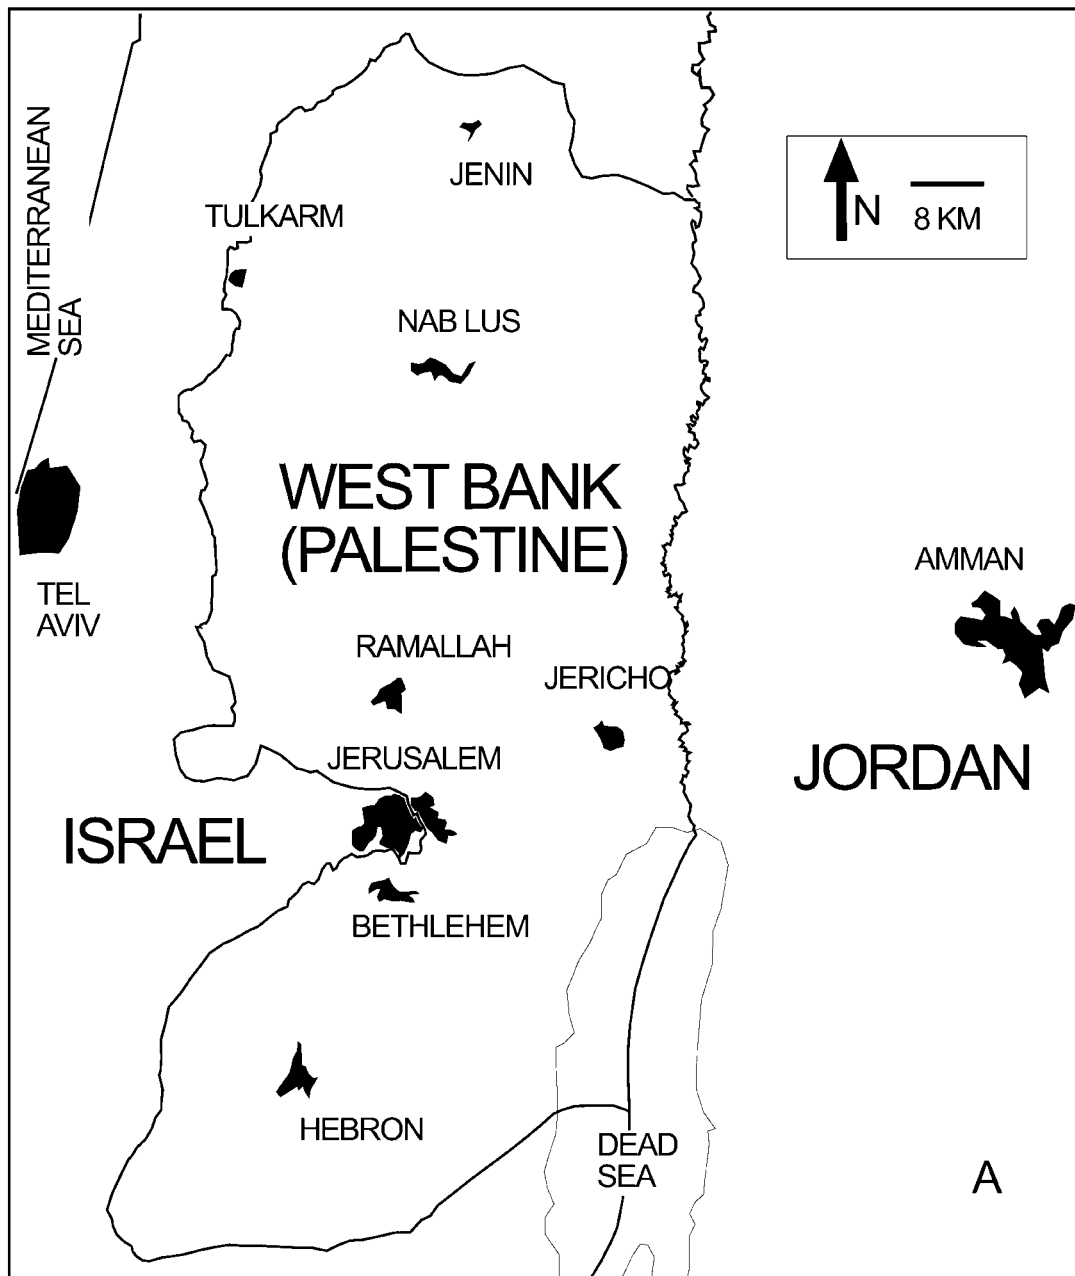 MEDITERRANEAN
SEA
JENIN
TULKARM
N
8 KM
NAB LUS
WEST BANK
(PALESTINE)
TEL
AVIV
AMMAN
RAMALLAH
JERICHO
JERUSALEM
JORDAN
ISRAEL
BETHLEHEM
HEBRON
DEAD
SEA
A